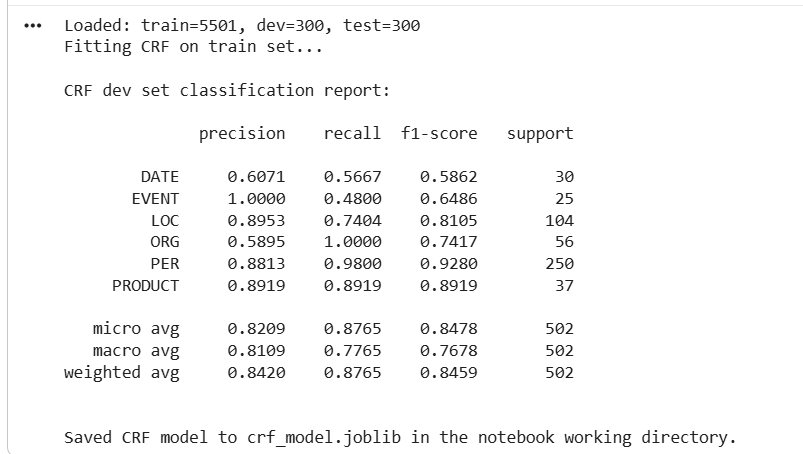 ••• Loaded: train=5501, dev=300, test=300
Fitting CRF on train set...
CRF dev set classification report:
precision recall f1-score support
DATE 0.6071 0.5667 0.5862 30
EVENT 1.0000 0.4800 0.6486 25
LOC 0.8953 0.7404 0.8105 104
ORG 0.5895 1.0000 0.7417 56
PER 0.8813 0.9800 0.9280 250
PRODUCT 0.8919 0.8919 0.8919 37
micro avg 0.8209 0.8765 0.8478 502
macro avg 0.8109 0.7765 0.7678 502
weighted avg 0.8420 0.8765 0.8459 502
Saved CRF model to crf_model.joblib in the notebook working directory.